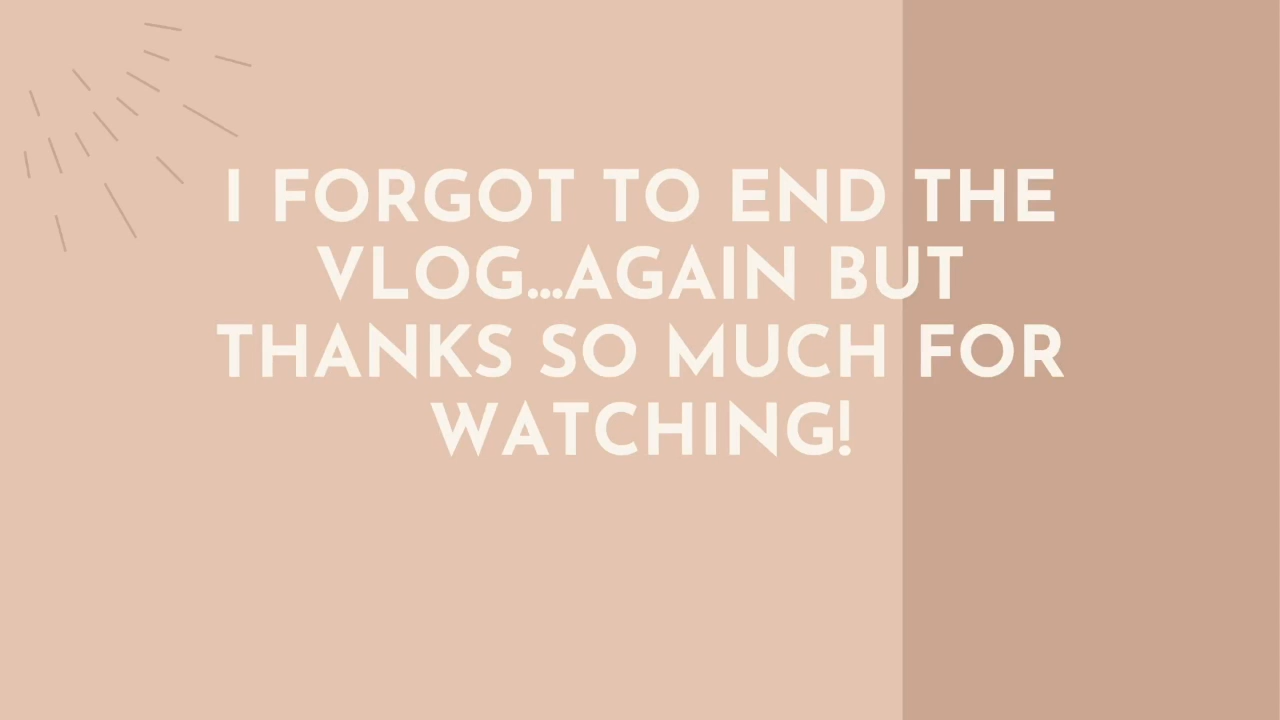 I FORGOT TO END THE
VLOG...AGAIN BUT
THANKS SO MUCH FOR
WATCHING!